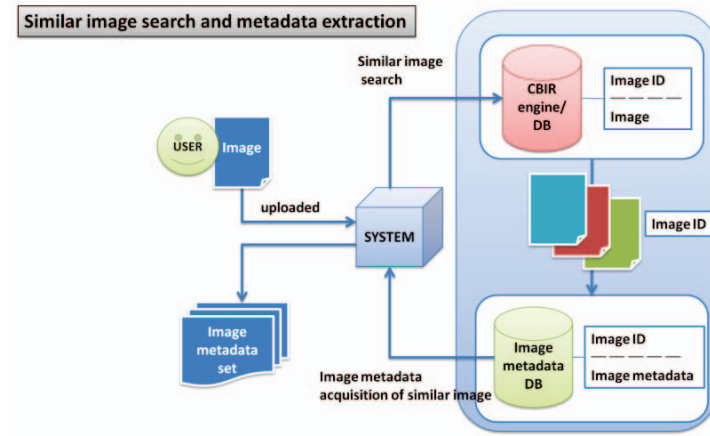 Similar image search and metadata extraction
Similar image
search
CBIR
engine/
DB
Image ID
Image
USER
Image
uploaded
SYSTEM
Image ID
Image
metadata
set
Image metadata
acquisition of similar image
Image
metadata
DB
Image ID
Image metadata